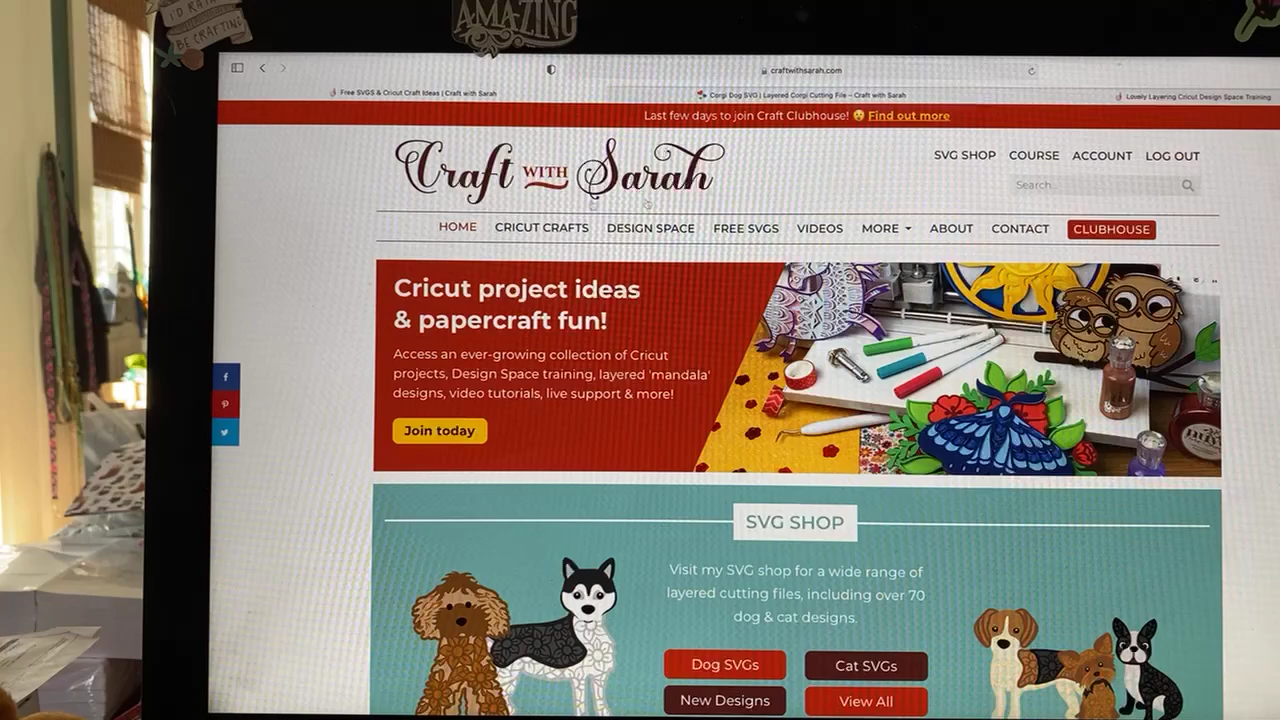 I'D RATHER
BE CRAFTING
AMAZING
craftwithsarah.com
Free SVGS & Cricut Craft Ideas | Craft with Sarah
Corgi Dog SVG | Layered Corgi Cutting File – Craft with Sarah
Lovely Layering Cricut Design Space Training
Last few days to join Craft Clubhouse! 😯 Find out more
Craft WITH Sarah
SVG SHOP COURSE ACCOUNT LOG OUT
Search...
HOME CRICUT CRAFTS DESIGN SPACE FREE SVGS VIDEOS MORE ABOUT CONTACT CLUBHOUSE
Cricut project ideas
& papercraft fun!
Access an ever-growing collection of Cricut
projects, Design Space training, layered 'mandala'
designs, video tutorials, live support & more!
Join today
nuvo
SVG SHOP
Visit my SVG shop for a wide range of
layered cutting files, including over 70
dog & cat designs.
Dog SVGs Cat SVGs
New Designs View All